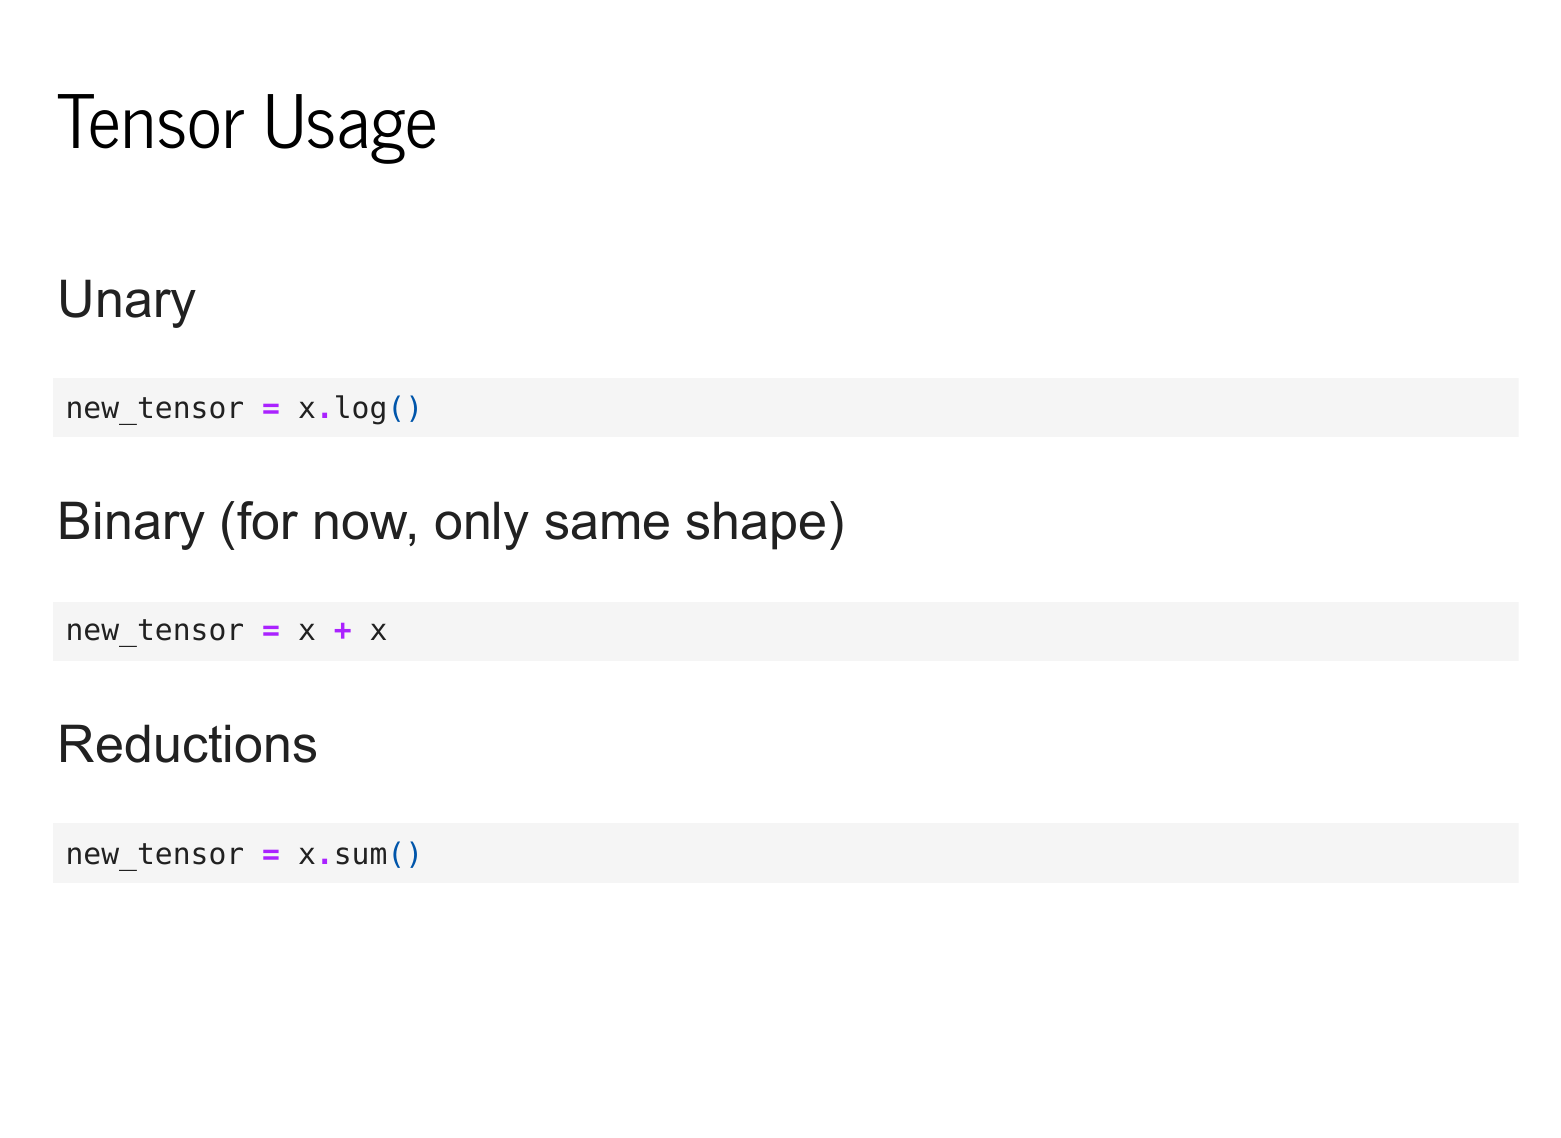 Tensor Usage
Unary
new_tensor = x.log()
Binary (for now, only same shape)
new_tensor = x + x
Reductions
new_tensor = x.sum()